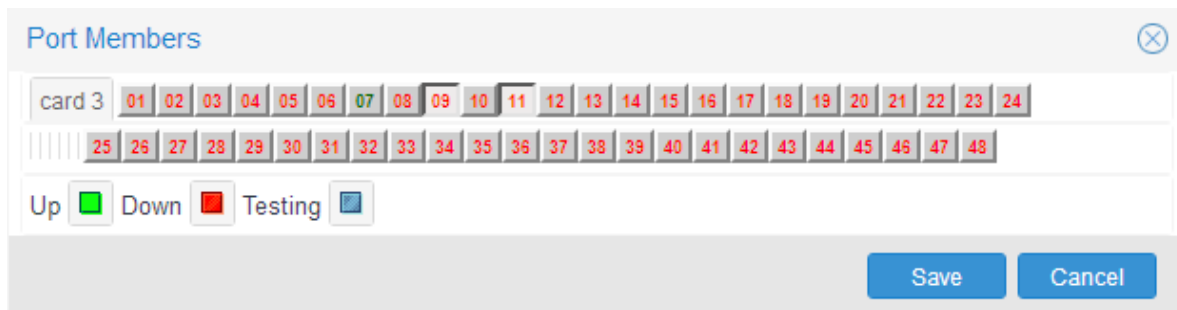 Port Members
card 3 01 02 03 04 05 06 07 08 09 10 11 12 13 14 15 16 17 18 19 20 21 22 23 24
25 26 27 28 29 30 31 32 33 34 35 36 37 38 39 40 41 42 43 44 45 46 47 48
Up Down Testing
Save Cancel